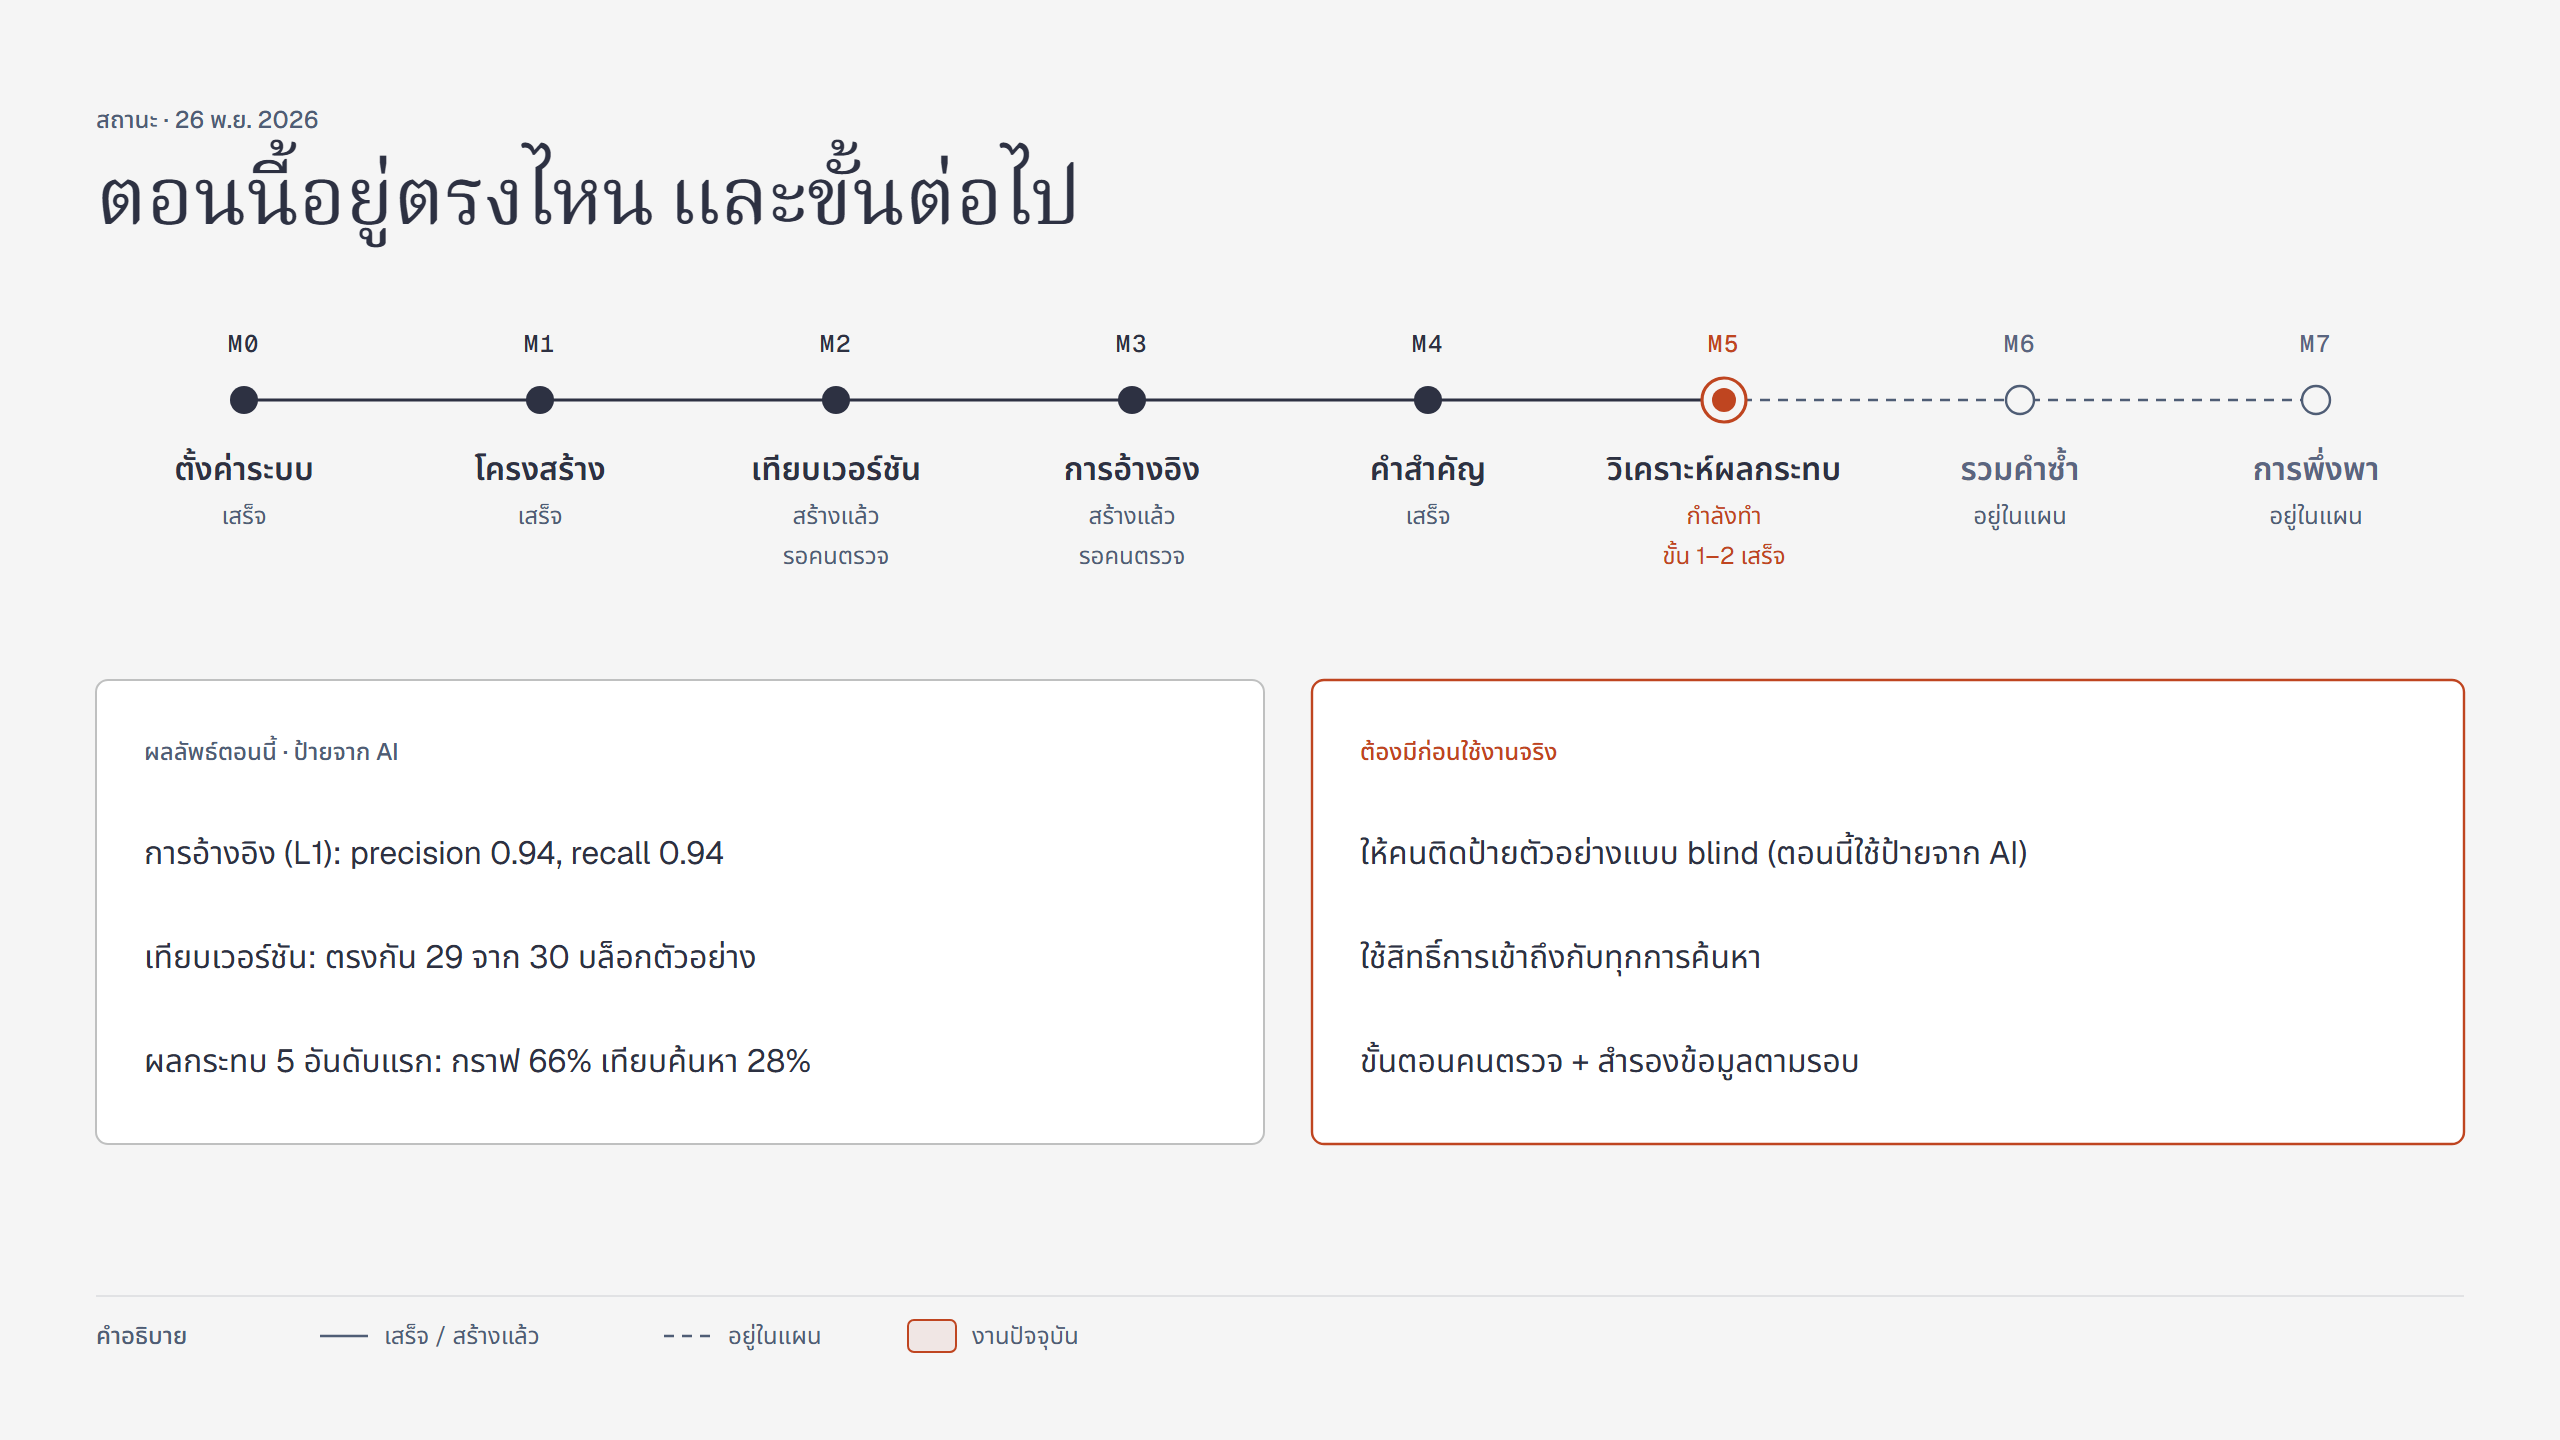 สถานะ · 26 พ.ย. 2026
ตอนนี้อยู่ตรงไหน และขั้นต่อไป
M0 M1 M2 M3 M4 M5 M6 M7
ตั้งค่าระบบ โครงสร้าง เทียบเวอร์ชัน การอ้างอิง คำสำคัญ วิเคราะห์ผลกระทบ รวมคำซ้ำ การพึ่งพา
เสร็จ เสร็จ สร้างแล้ว สร้างแล้ว เสร็จ กำลังทำ อยู่ในแผน อยู่ในแผน
รอคนตรวจ รอคนตรวจ ขั้น 1–2 เสร็จ
ผลลัพธ์ตอนนี้ · ป้ายจาก AI
การอ้างอิง (L1): precision 0.94, recall 0.94
เทียบเวอร์ชัน: ตรงกัน 29 จาก 30 บล็อกตัวอย่าง
ผลกระทบ 5 อันดับแรก: กราฟ 66% เทียบค้นหา 28%
ต้องมีก่อนใช้งานจริง
ให้คนติดป้ายตัวอย่างแบบ blind (ตอนนี้ใช้ป้ายจาก AI)
ใช้สิทธิ์การเข้าถึงกับทุกการค้นหา
ขั้นตอนคนตรวจ + สำรองข้อมูลตามรอบ
คำอธิบาย เสร็จ / สร้างแล้ว อยู่ในแผน งานปัจจุบัน